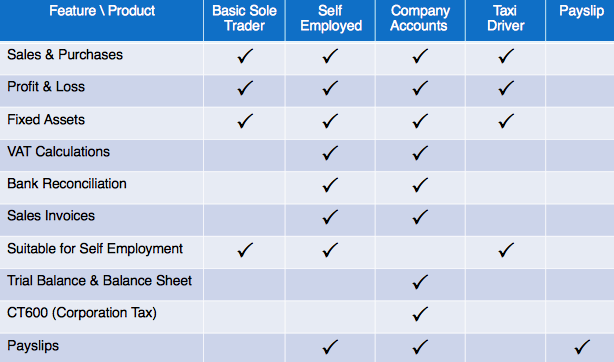 Feature \ Product Basic Sole Trader Self Employed Company Accounts Taxi Driver Payslip
Sales & Purchases ✓ ✓ ✓ ✓
Profit & Loss ✓ ✓ ✓ ✓
Fixed Assets ✓ ✓ ✓ ✓
VAT Calculations ✓ ✓
Bank Reconciliation ✓ ✓
Sales Invoices ✓ ✓
Suitable for Self Employment ✓ ✓ ✓
Trial Balance & Balance Sheet ✓
CT600 (Corporation Tax) ✓
Payslips ✓ ✓ ✓